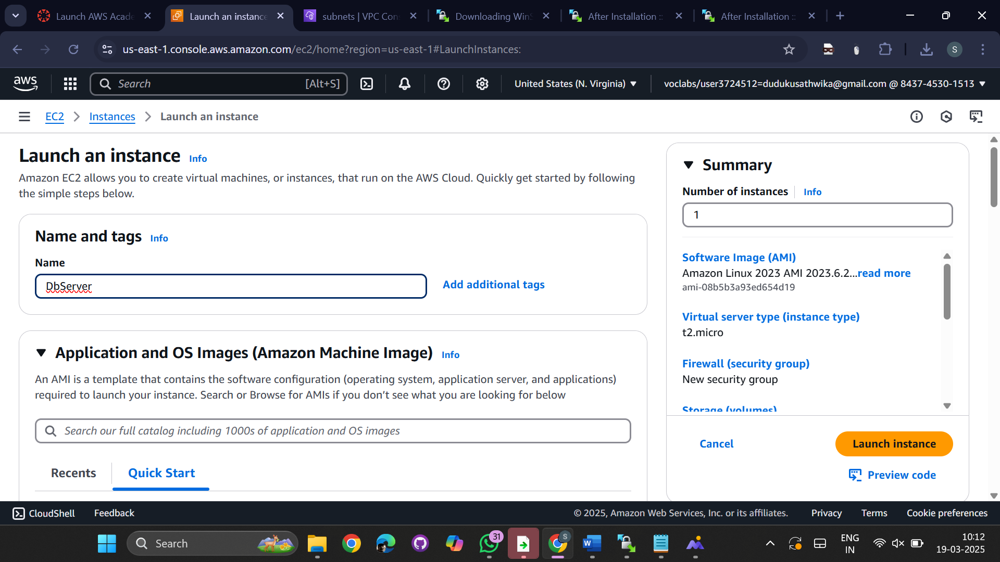 Launch AWS Acade
Launch an instance
subnets | VPC Con
Downloading WinS
After Installation ::
After Installation ::
us-east-1.console.aws.amazon.com/ec2/home?region=us-east-1#LaunchInstances:
S
aws
Search [Alt+S]
United States (N. Virginia)
voclabs/user3724512=dudukusathwika@gmail.com @ 8437-4530-1513
EC2
Instances
Launch an instance
Launch an instance Info
Amazon EC2 allows you to create virtual machines, or instances, that run on the AWS Cloud. Quickly get started by following
the simple steps below.
Name and tags Info
Name
DbServer
Add additional tags
Application and OS Images (Amazon Machine Image) Info
An AMI is a template that contains the software configuration (operating system, application server, and applications)
required to launch your instance. Search or Browse for AMIs if you don’t see what you are looking for below
Search our full catalog including 1000s of application and OS images
Recents
Quick Start
Summary
Number of instances Info
1
Software Image (AMI)
Amazon Linux 2023 AMI 2023.6.2...read more
ami-08b5b3a93ed654d19
Virtual server type (instance type)
t2.micro
Firewall (security group)
New security group
Storage (volumes)
Cancel
Launch instance
Preview code
CloudShell
Feedback
© 2025, Amazon Web Services, Inc. or its affiliates.
Privacy
Terms
Cookie preferences
Search
31
S
W
ENG
IN
10:12
19-03-2025